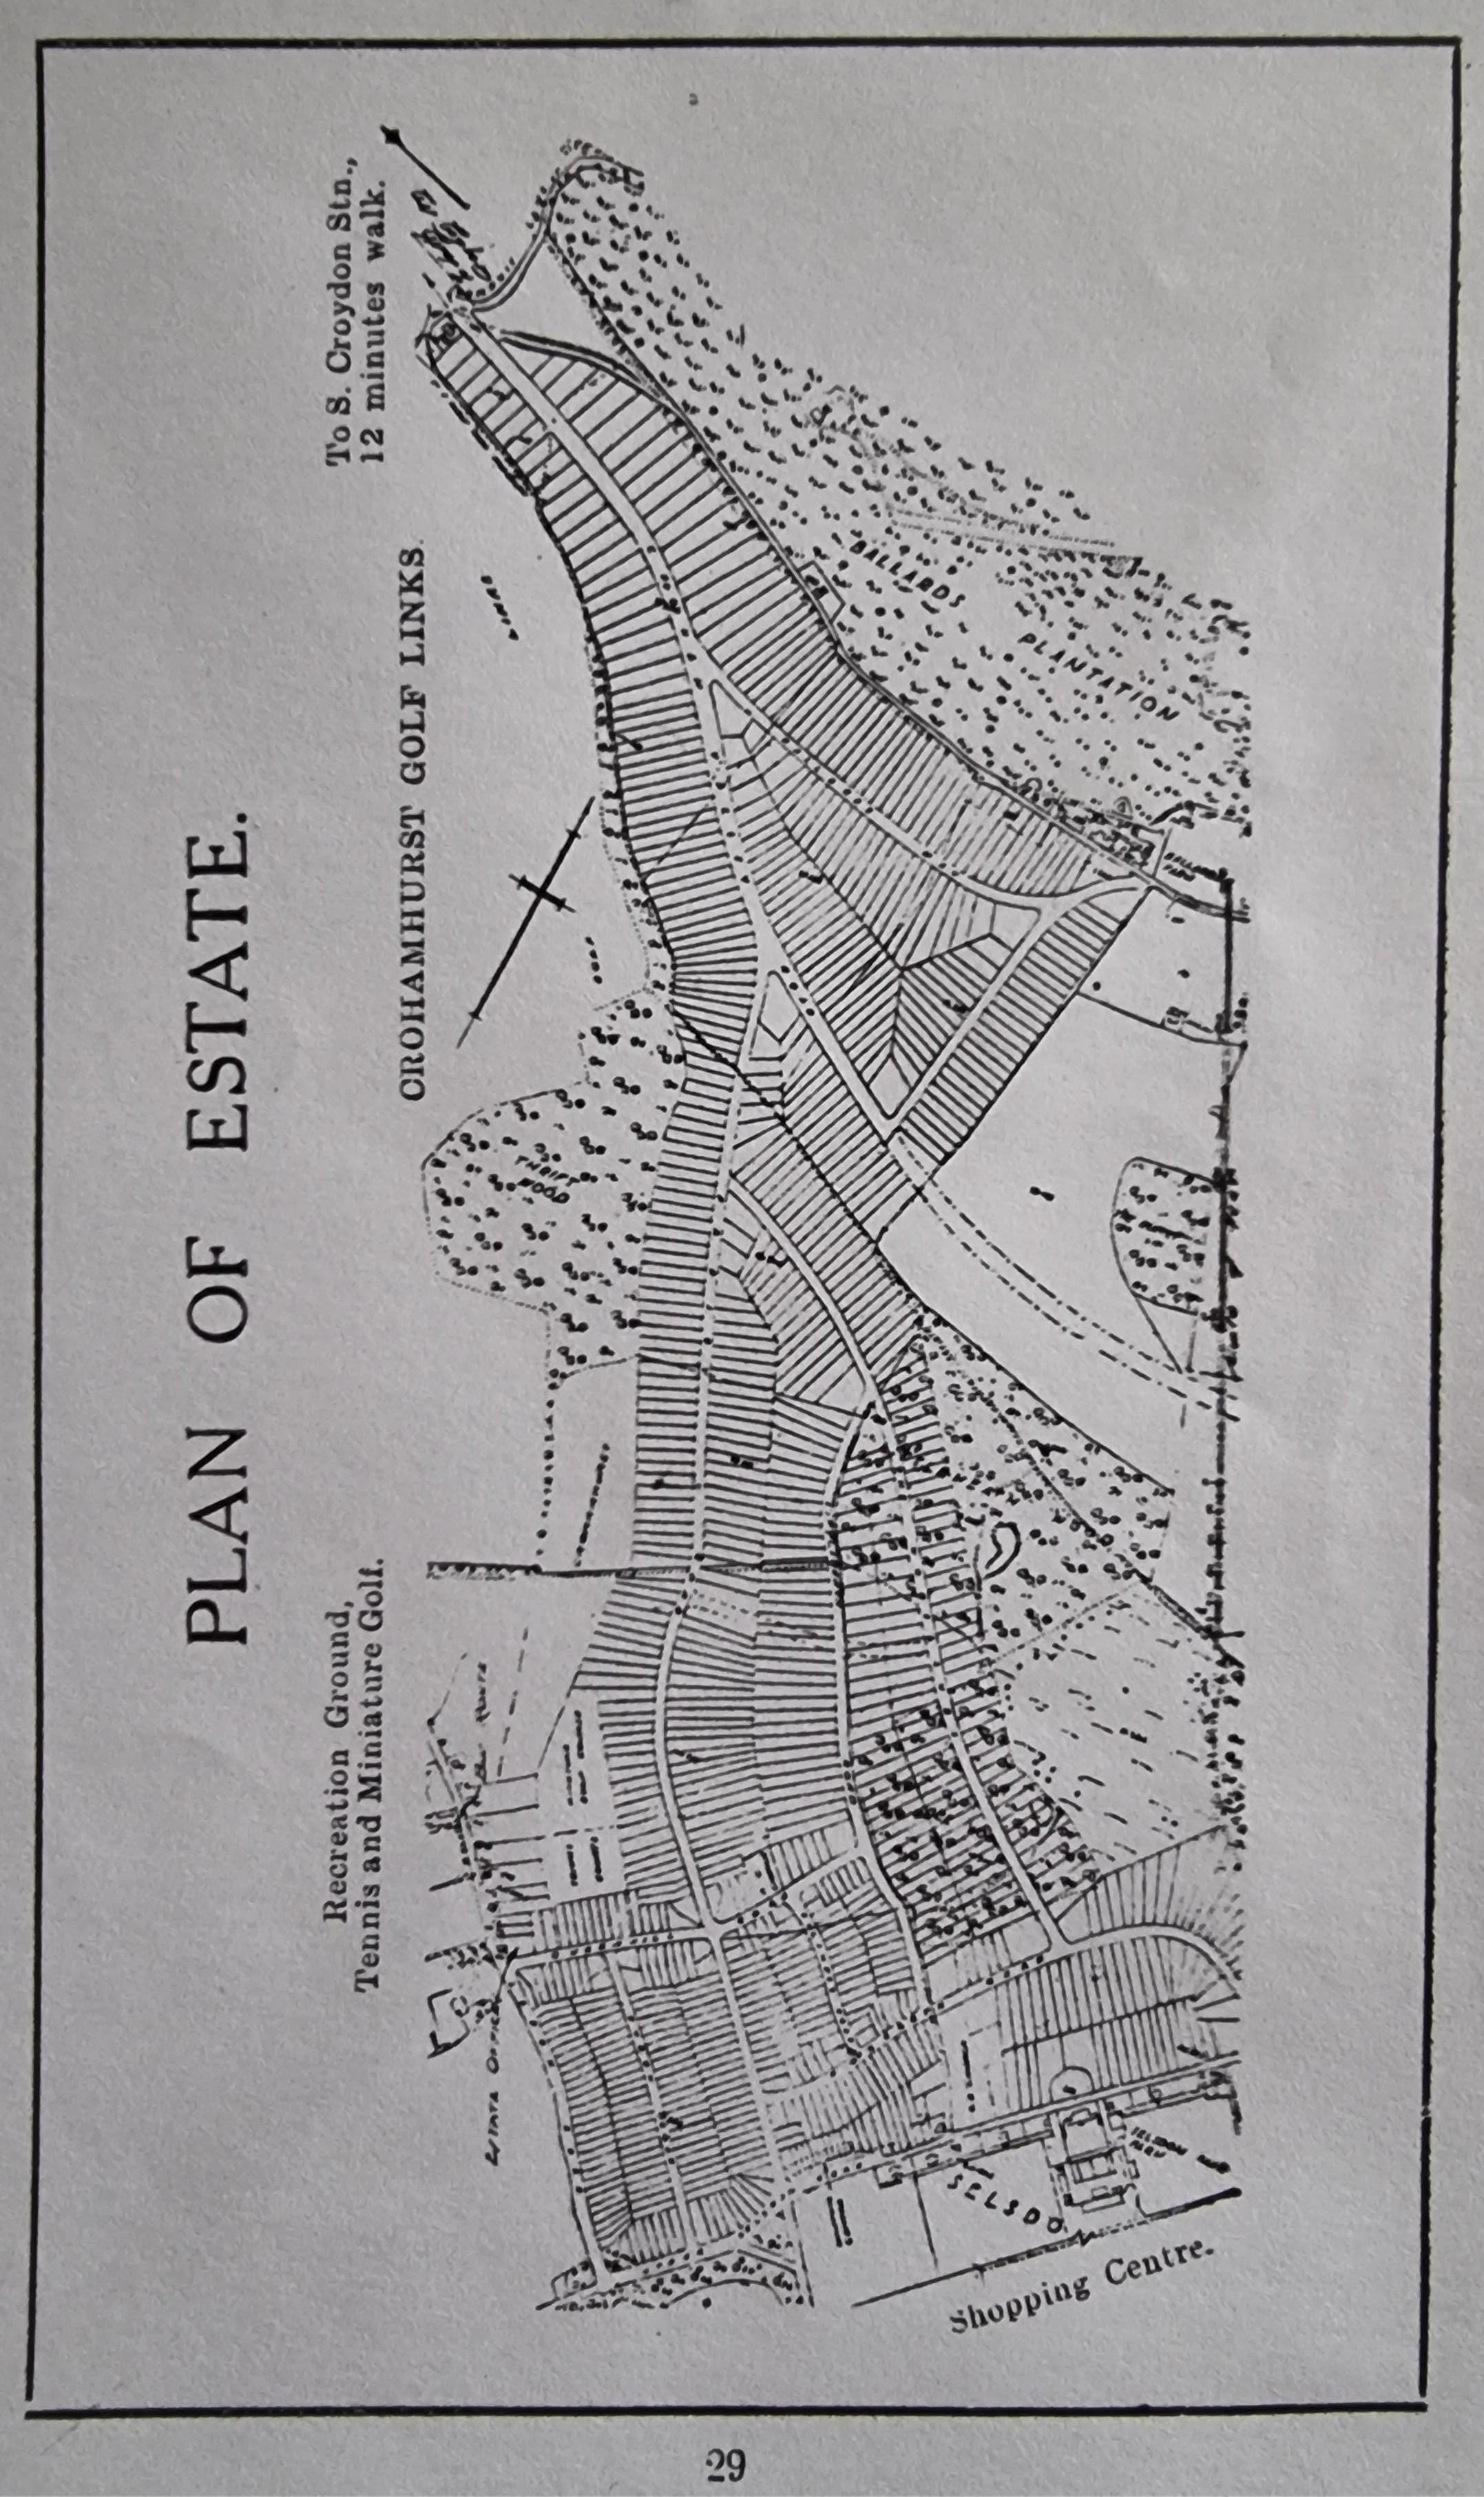 PLAN OF ESTATE.
Recreation Ground,
Tennis and Miniature Golf.
CROHAMHURST GOLF LINKS.
To S. Croydon Stn.,
12 minutes walk.
THRIFT
WOOD
BALLARDS
PLANTATION
ESTATE OFFICE
SELSDO
Shopping Centre.
29